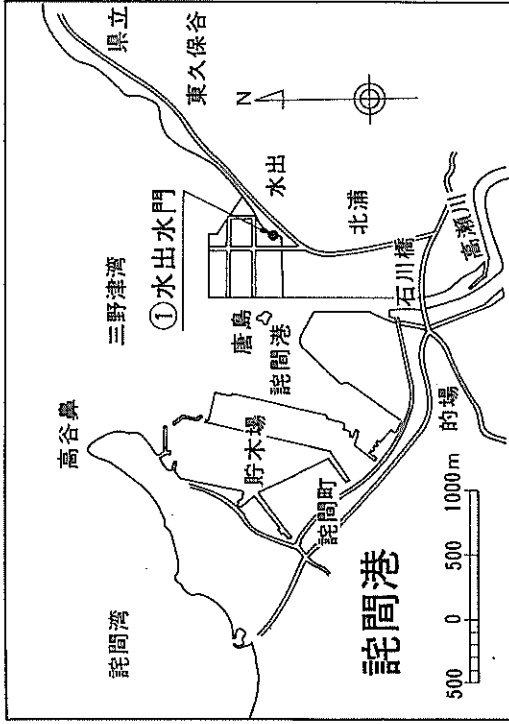 県立
東久保谷
N
三野津湾
①水出水門
水出
北浦
高谷鼻
唐島
詫間港
石川橋
高瀬川
貯木場
詫間湾
詫間町
的場
詫間港
500 0 500 1000m